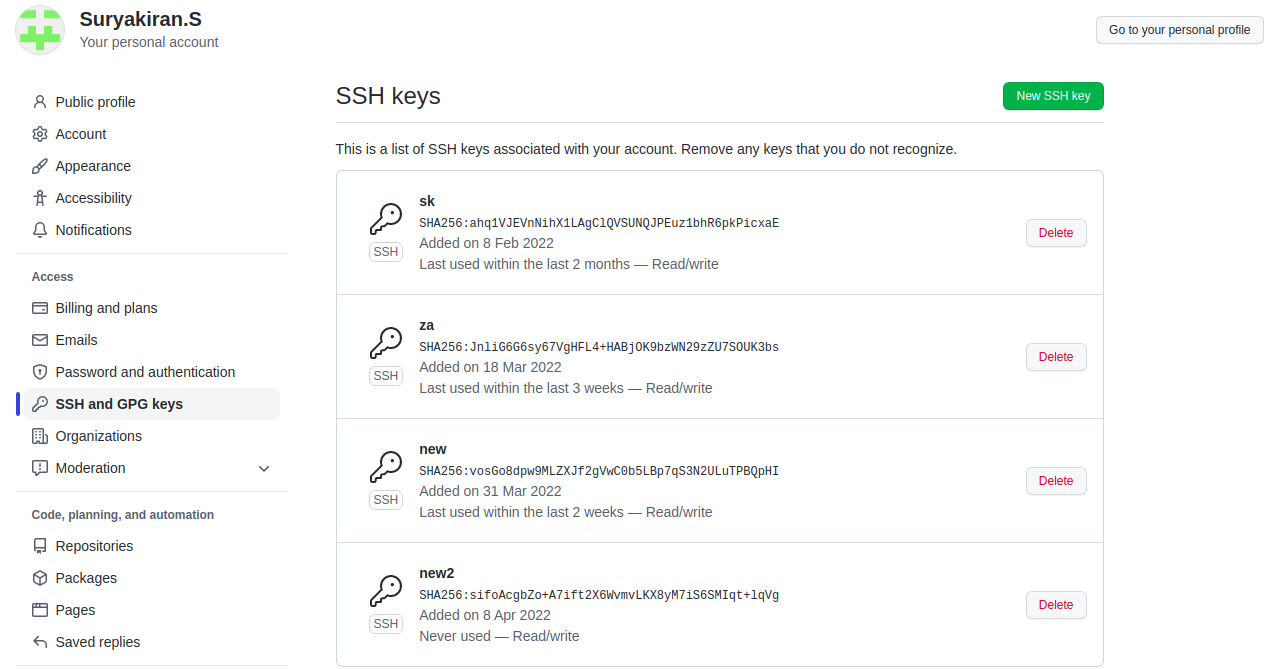 Suryakiran.S
Your personal account
Go to your personal profile
Public profile
Account
Appearance
Accessibility
Notifications
Access
Billing and plans
Emails
Password and authentication
SSH and GPG keys
Organizations
Moderation
Code, planning, and automation
Repositories
Packages
Pages
Saved replies
SSH keys
New SSH key
This is a list of SSH keys associated with your account. Remove any keys that you do not recognize.
sk
SHA256:ahq1VJEVnNihX1LAgClQVSUNQJPEuz1bhR6pkPicxaE
Added on 8 Feb 2022
Last used within the last 2 months — Read/write
SSH
Delete
za
SHA256:JnliG6G6sy67VgHFL4+HABjOK9bzWN29zZU7SOUK3bs
Added on 18 Mar 2022
Last used within the last 3 weeks — Read/write
SSH
Delete
new
SHA256:vosGo8dpw9MLZXJf2gVwC0b5LBp7qS3N2ULuTPBQpHI
Added on 31 Mar 2022
Last used within the last 2 weeks — Read/write
SSH
Delete
new2
SHA256:sifoAcgbZo+A7ift2X6WvmvLKX8yM7iS6SMIqt+lqVg
Added on 8 Apr 2022
Never used — Read/write
SSH
Delete